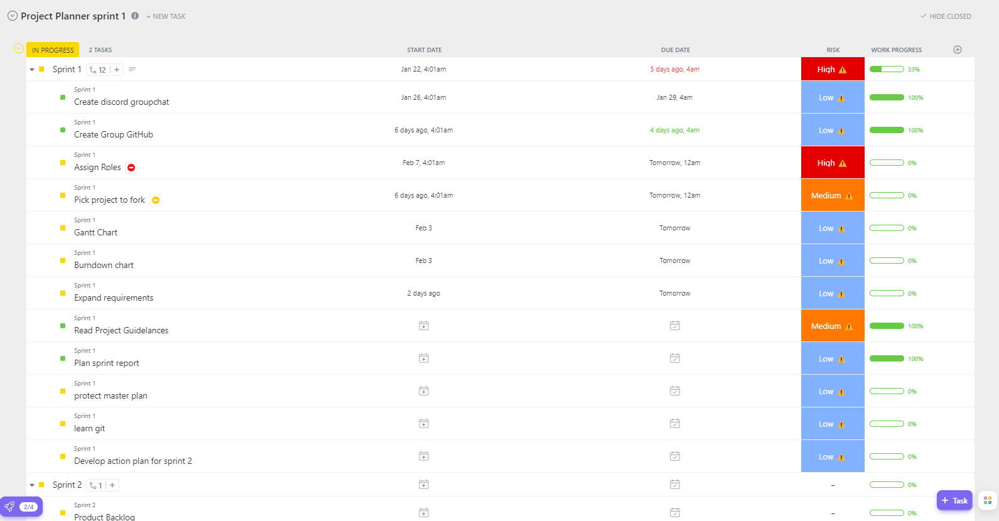 Project Planner sprint 1 + NEW TASK HIDE CLOSED
IN PROGRESS 2 TASKS START DATE DUE DATE RISK WORK PROGRESS
Sprint 1 12 + Jan 22, 4:01am 5 days ago, 4am High 33%
Sprint 1
Create discord groupchat Jan 26, 4:01am Jan 29, 4am Low 100%
Sprint 1
Create Group GitHub 6 days ago, 4:01am 4 days ago, 4am Low 100%
Sprint 1
Assign Roles Feb 7, 4:01am Tomorrow, 12am High 0%
Sprint 1
Pick project to fork 6 days ago, 4:01am Tomorrow, 12am Medium 0%
Sprint 1
Gantt Chart Feb 3 Tomorrow Low 0%
Sprint 1
Burndown chart Feb 3 Tomorrow Low 0%
Sprint 1
Expand requirements 2 days ago Tomorrow Low 0%
Sprint 1
Read Project Guidelances Medium 100%
Sprint 1
Plan sprint report Low 100%
Sprint 1
protect master plan Low 0%
Sprint 1
learn git Low 0%
Sprint 1
Develop action plan for sprint 2 Low 0%
Sprint 2 1 + – 0%
Sprint 2
Product Backlog – 0%
2/4
+ Task